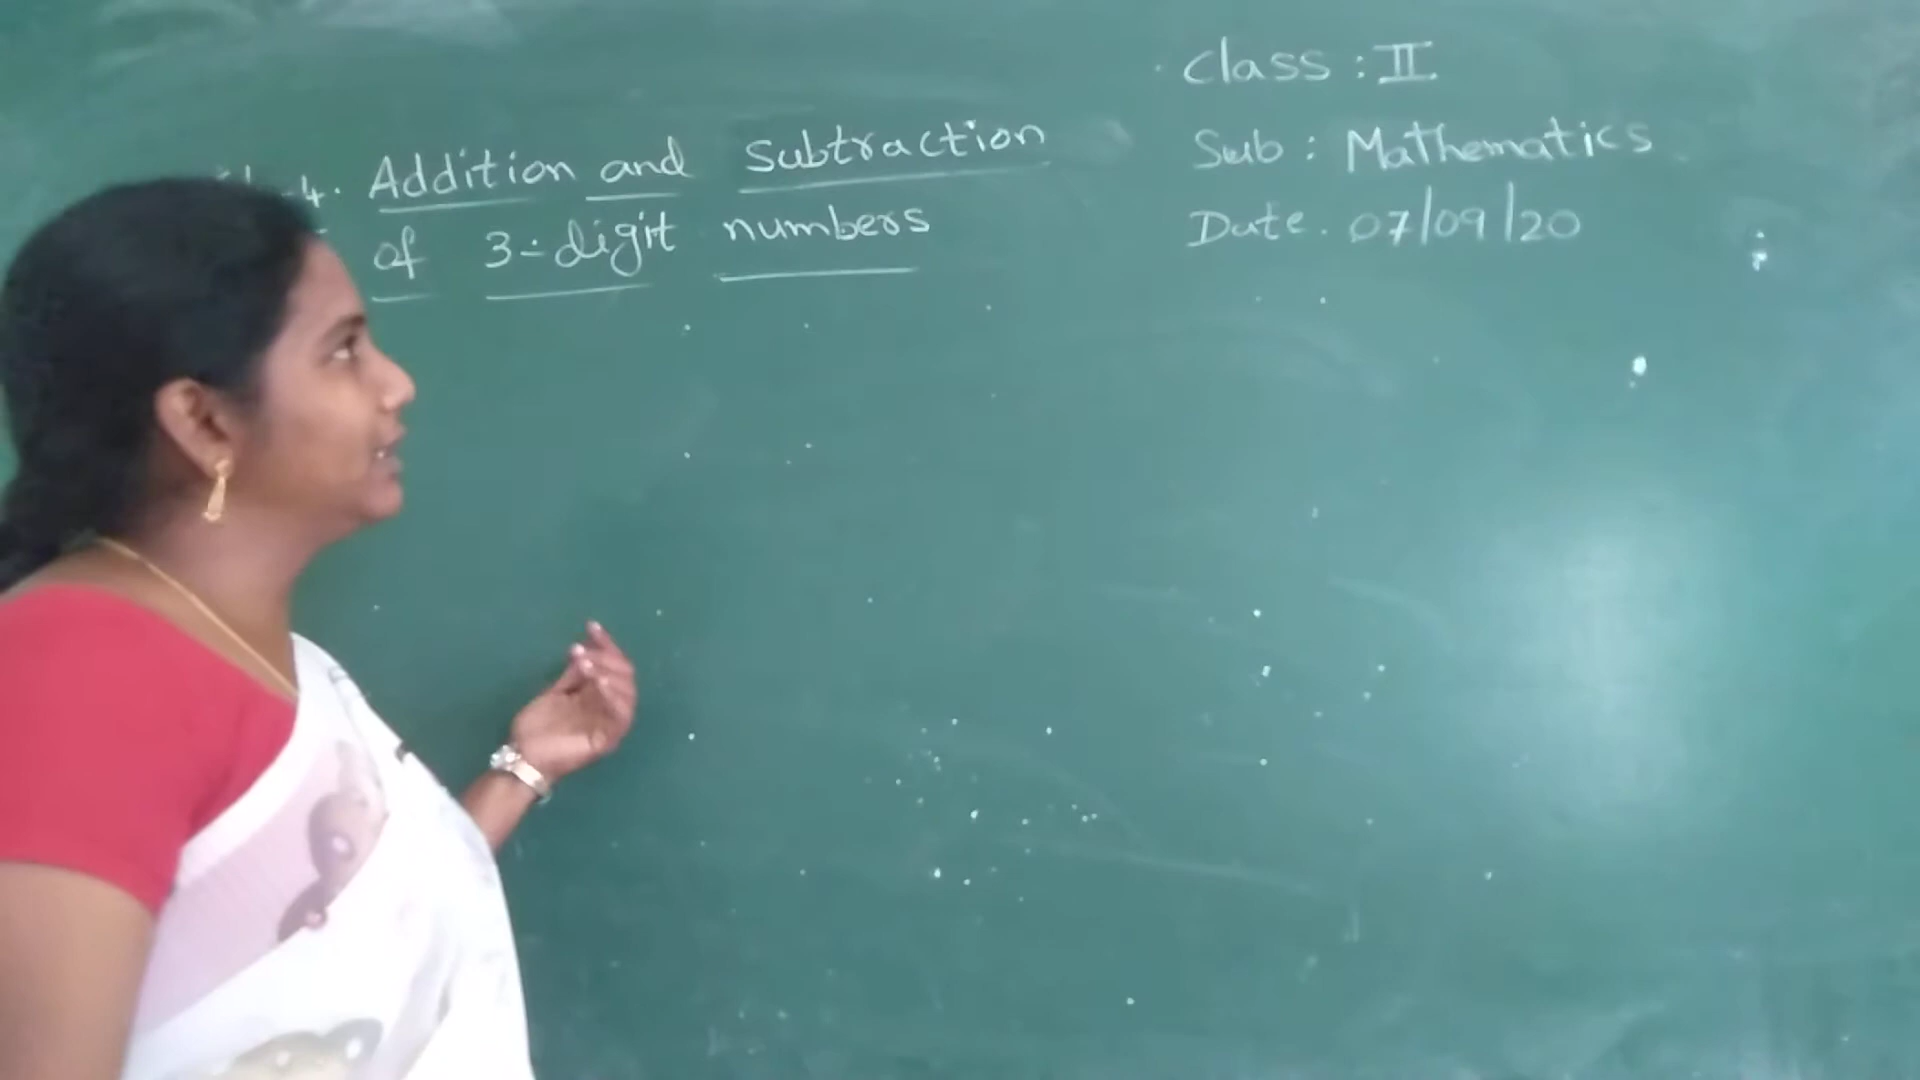 4. Addition and Subtraction
of 3-digit numbers
Class : II
Sub : Mathematics
Date. 07/09/20